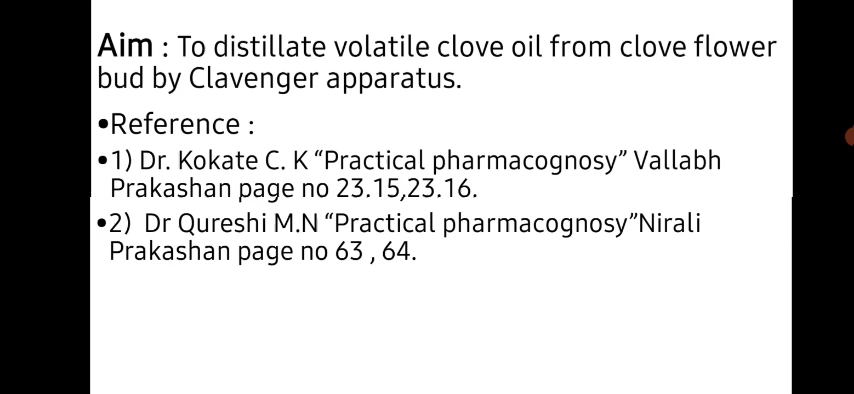 Aim : To distillate volatile clove oil from clove flower
bud by Clavenger apparatus.
•Reference :
•1) Dr. Kokate C. K “Practical pharmacognosy” Vallabh
Prakashan page no 23.15,23.16.
•2) Dr Qureshi M.N “Practical pharmacognosy”Nirali
Prakashan page no 63 , 64.